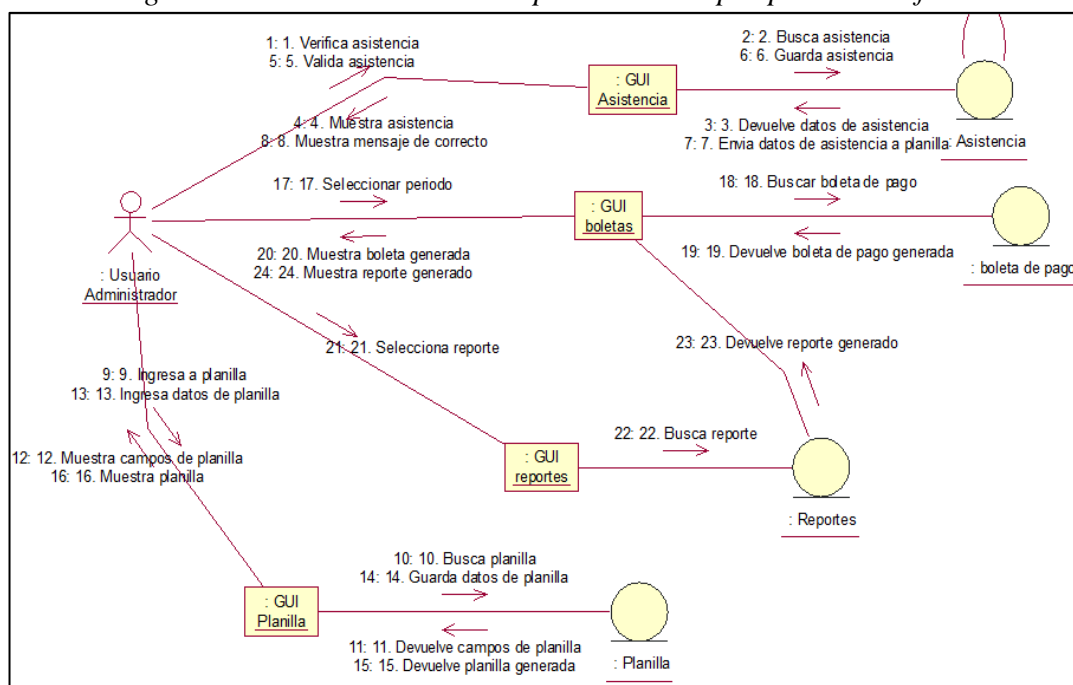 1: 1. Verifica asistencia
5: 5. Valida asistencia
2: 2. Busca asistencia
6: 6. Guarda asistencia
: GUI
Asistencia
4: 4. Muestra asistencia
8: 8. Muestra mensaje de correcto
3: 3. Devuelve datos de asistencia
7: 7. Envia datos de asistencia a planilla
: Asistencia
17: 17. Seleccionar periodo
18: 18. Buscar boleta de pago
: GUI
boletas
20: 20. Muestra boleta generada
24: 24. Muestra reporte generado
19: 19. Devuelve boleta de pago generada
: boleta de pago
: Usuario
Administrador
21: 21. Selecciona reporte
23: 23. Devuelve reporte generado
9: 9. Ingresa a planilla
13: 13. Ingresa datos de planilla
22: 22. Busca reporte
12: 12. Muestra campos de planilla
16: 16. Muestra planilla
: GUI
reportes
: Reportes
10: 10. Busca planilla
14: 14. Guarda datos de planilla
: GUI
Planilla
11: 11. Devuelve campos de planilla
15: 15. Devuelve planilla generada
: Planilla